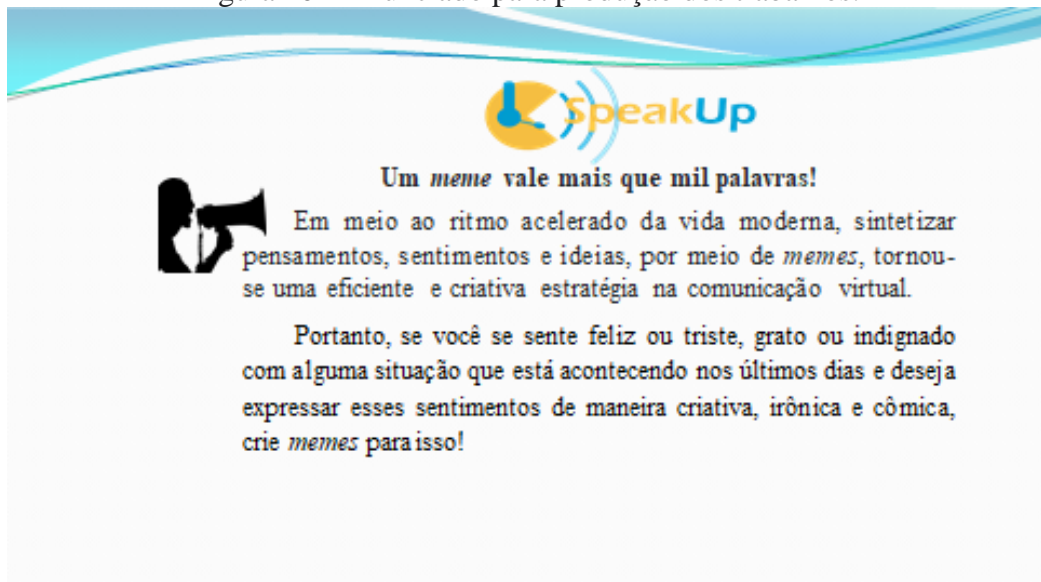 SpeakUp
Um meme vale mais que mil palavras!
Em meio ao ritmo acelerado da vida moderna, sintetizar
pensamentos, sentimentos e ideias, por meio de memes, tornou-
se uma eficiente e criativa estratégia na comunicação virtual.
Portanto, se você se sente feliz ou triste, grato ou indignado
com alguma situação que está acontecendo nos últimos dias e deseja
expressar esses sentimentos de maneira criativa, irônica e cômica,
crie memes para isso!